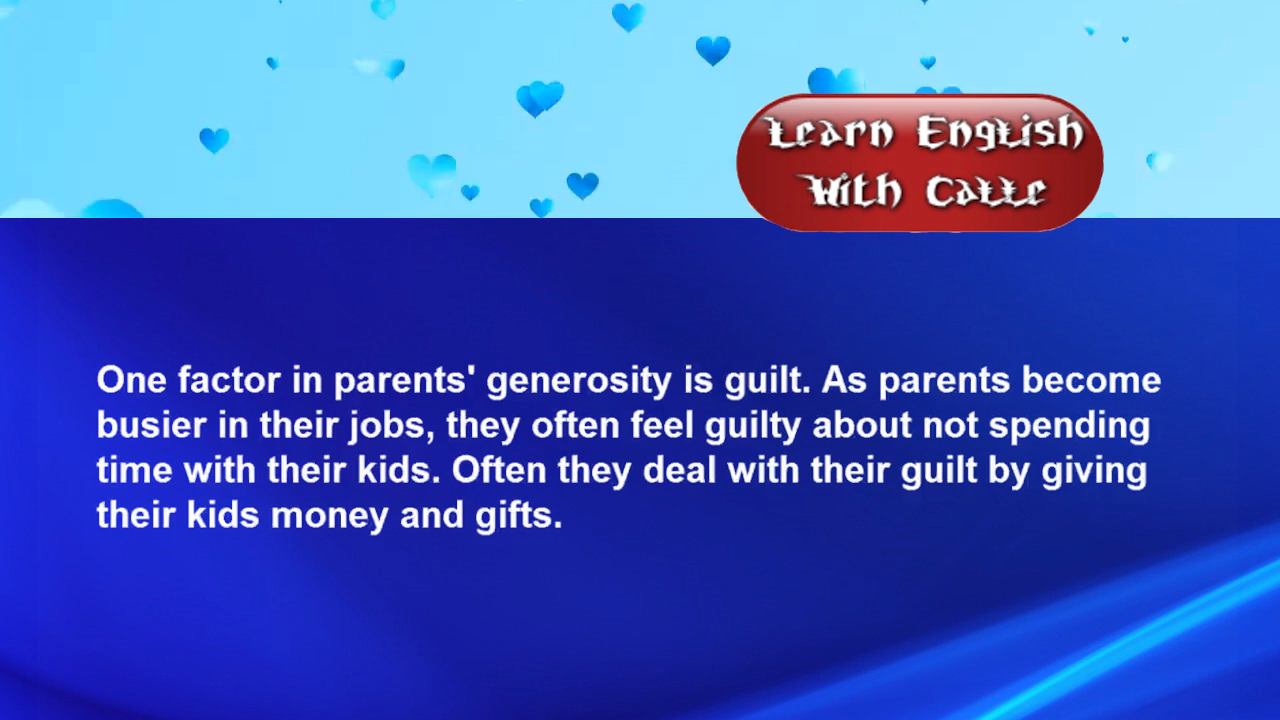 Learn English
With Catte
One factor in parents' generosity is guilt. As parents become
busier in their jobs, they often feel guilty about not spending
time with their kids. Often they deal with their guilt by giving
their kids money and gifts.